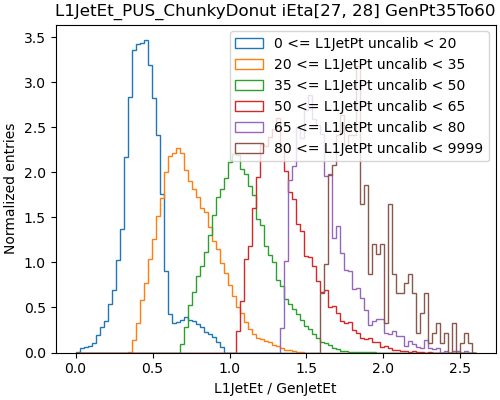 L1JetEt_PUS_ChunkyDonut iEta[27, 28] GenPt35To60
0 <= L1JetPt uncalib < 20
20 <= L1JetPt uncalib < 35
35 <= L1JetPt uncalib < 50
50 <= L1JetPt uncalib < 65
65 <= L1JetPt uncalib < 80
80 <= L1JetPt uncalib < 9999
Normalized entries
3.5
3.0
2.5
2.0
1.5
1.0
0.5
0.0
0.0 0.5 1.0 1.5 2.0 2.5
L1JetEt / GenJetEt